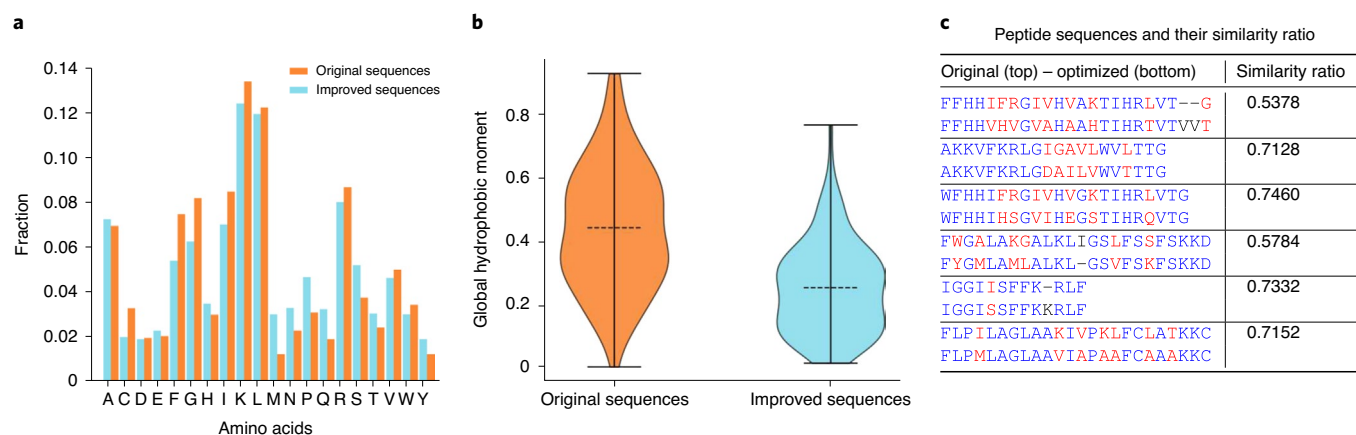 a
0.14
0.12
0.10
0.08
0.06
0.04
0.02
0
Fraction
Original sequences
Improved sequences
A C D E F G H I K L M N P Q R S T V W Y
Amino acids
b
0.8
0.6
0.4
0.2
0
Global hydrophobic moment
Original sequences Improved sequences
c
Peptide sequences and their similarity ratio
Original (top) – optimized (bottom) Similarity ratio
FFHHIFRGIVHVAKTIHRLVT--G 0.5378
FFHHVHVGVAHAAHTIHRTVTVVT
AKKVFKRLGIGAVLWVLTTG 0.7128
AKKVFKRLGDAILVWVTTTG
WFHHIFRGIVHVGKTIHRLVTG 0.7460
WFHHIHSGVIHEGSTIHRQVTG
FWGALAKGALKLIGSLFSSFSKKD 0.5784
FYGMLAMLALKL-GSVFSKFSKKD
IGGIISFFK-RLF 0.7332
IGGISSFFKKRLF
FLPILAGLAAKIVPKLFCLATKKC 0.7152
FLPMLAGLAAVIAPAAFCAAAKKC